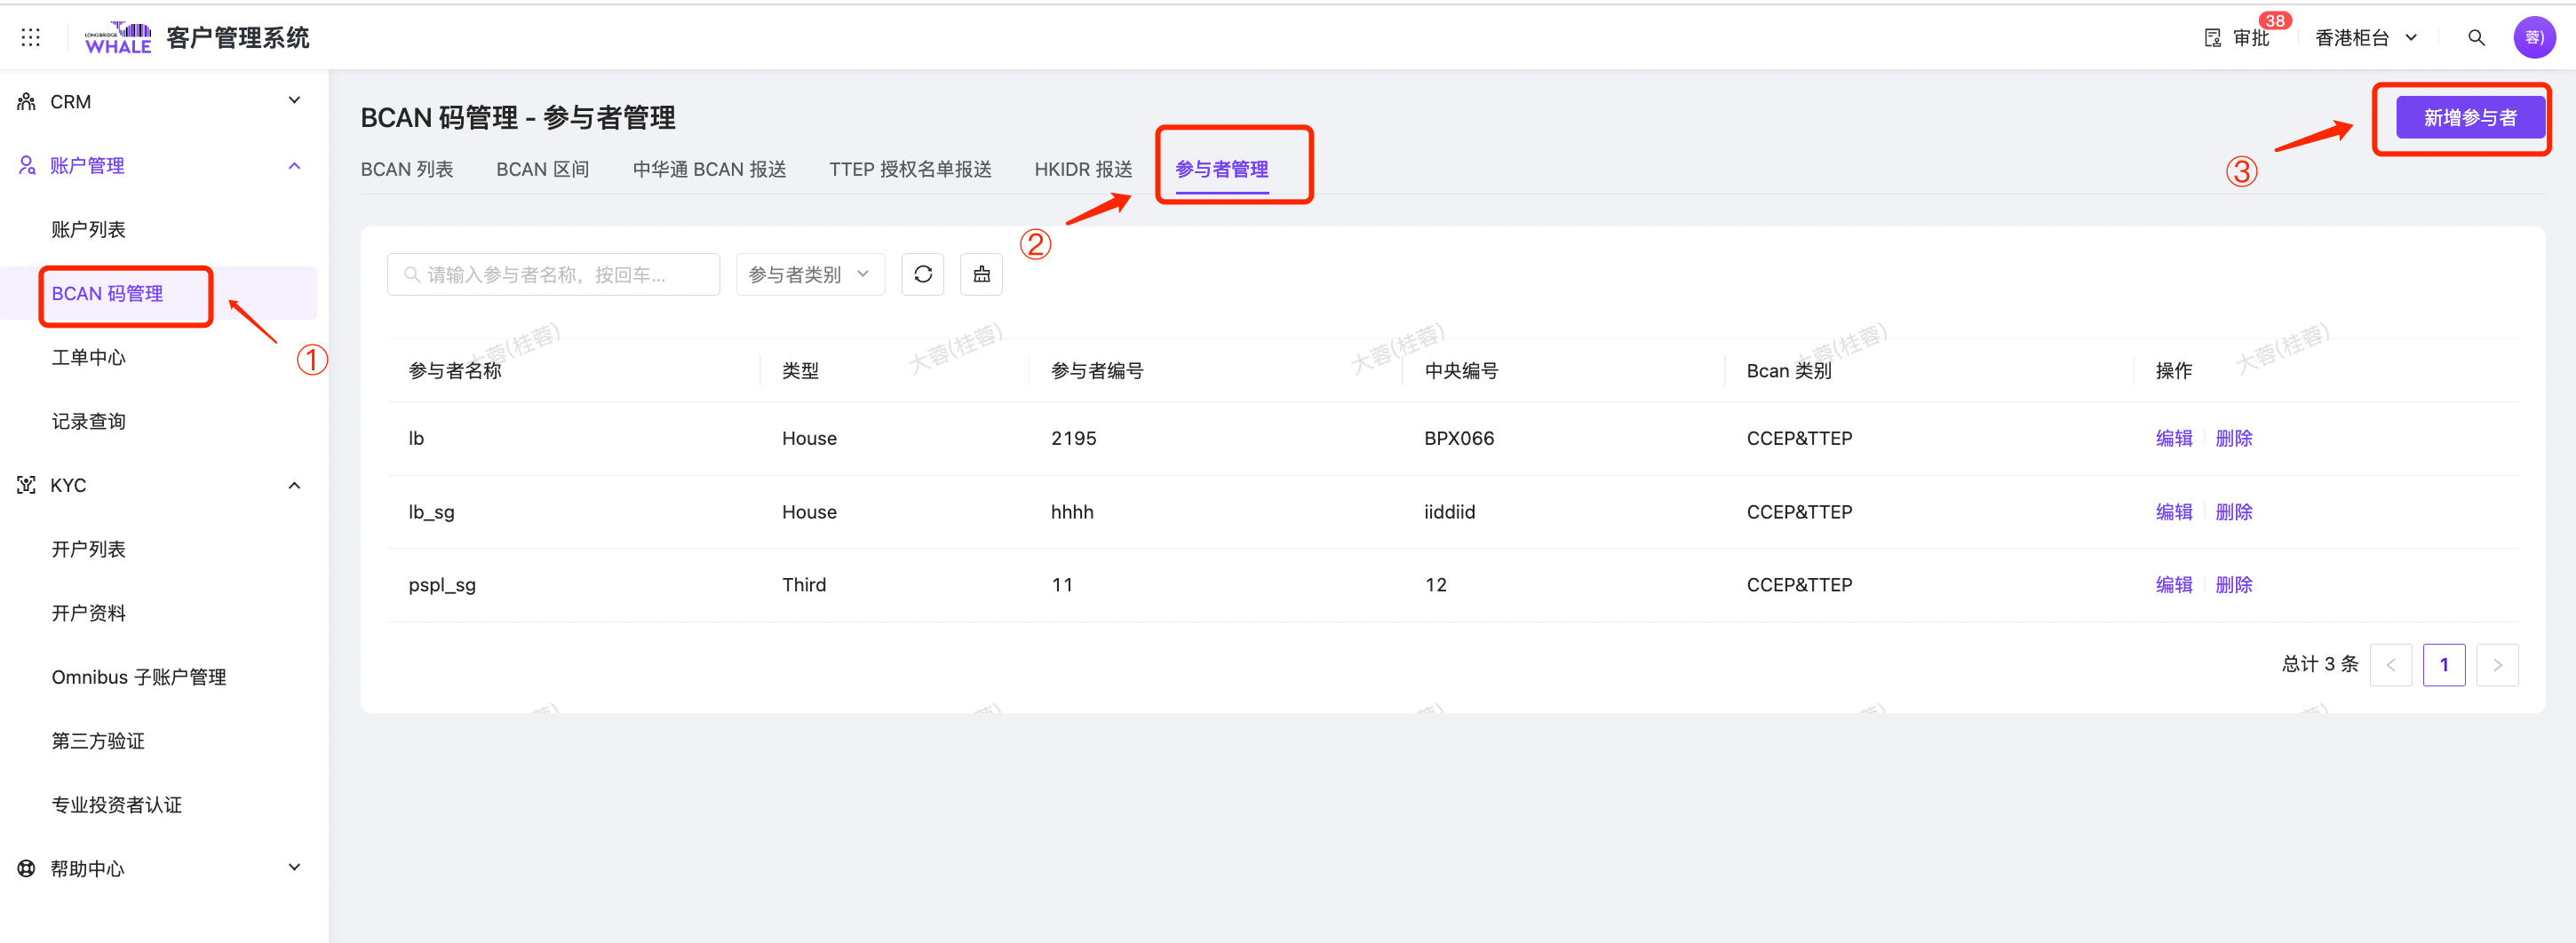 LONGBRIDGE
WHALE
客户管理系统
审批
38
香港柜台
蓉)
CRM
账户管理
账户列表
BCAN 码管理
①
工单中心
记录查询
KYC
开户列表
开户资料
Omnibus 子账户管理
第三方验证
专业投资者认证
帮助中心
BCAN 码管理 - 参与者管理
新增参与者
③
BCAN 列表 BCAN 区间 中华通 BCAN 报送 TTEP 授权名单报送 HKIDR 报送 参与者管理
②
请输入参与者名称，按回车... 参与者类别
大蓉(桂蓉) 大蓉(桂蓉) 大蓉(桂蓉) 大蓉(桂蓉) 大蓉(桂蓉)
参与者名称 类型 参与者编号 中央编号 Bcan 类别 操作
lb House 2195 BPX066 CCEP&TTEP 编辑 删除
lb_sg House hhhh iiddiid CCEP&TTEP 编辑 删除
pspl_sg Third 11 12 CCEP&TTEP 编辑 删除
总计 3 条 < 1 >